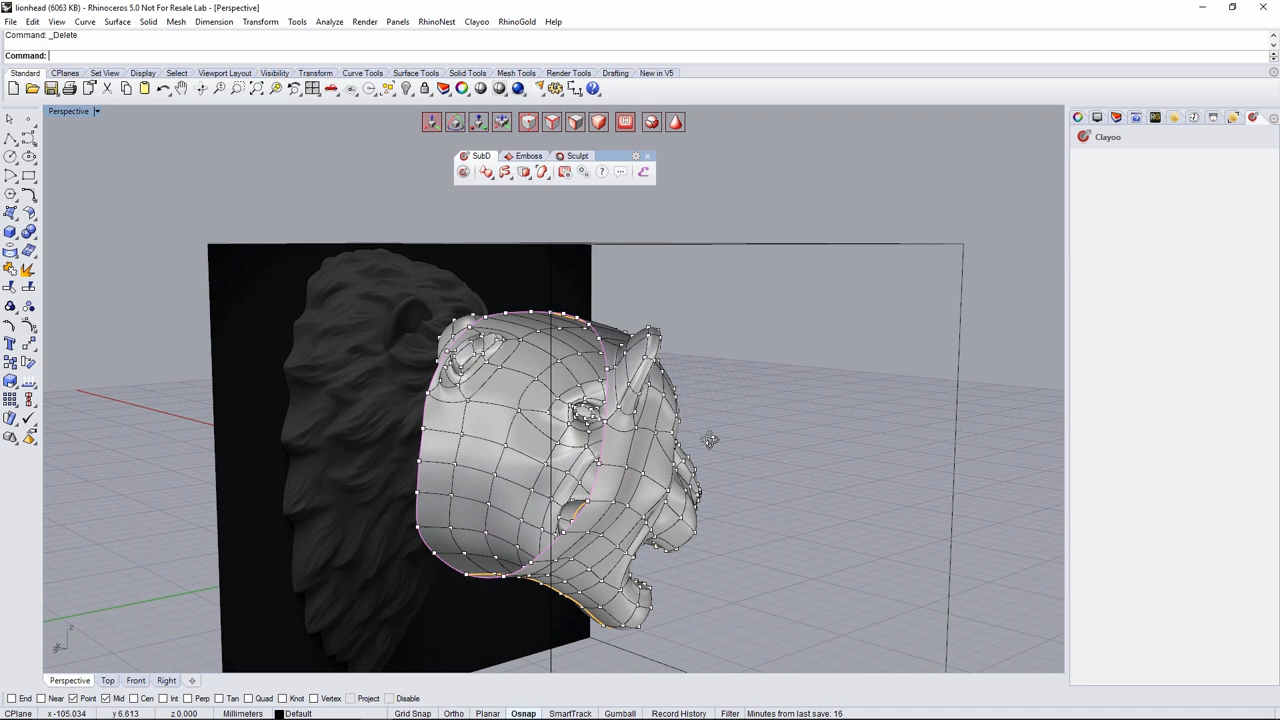 lionhead (6063 KB) - Rhinoceros 5.0 Not For Resale Lab - [Perspective]
File Edit View Curve Surface Solid Mesh Dimension Transform Tools Analyze Render Panels RhinoNest Clayoo RhinoGold Help
Command: _Delete
Command:
Standard CPlanes Set View Display Select Viewport Layout Visibility Transform Curve Tools Surface Tools Solid Tools Mesh Tools Render Tools Drafting New in V5
Perspective
SubD Emboss Sculpt
Clayoo
z
Perspective Top Front Right
End Near Point Mid Cen Int Perp Tan Quad Knot Vertex Project Disable
CPlane x -105.034 y 6.613 z 0.000 Millimeters Default Grid Snap Ortho Planar Osnap SmartTrack Gumball Record History Filter Minutes from last save: 16